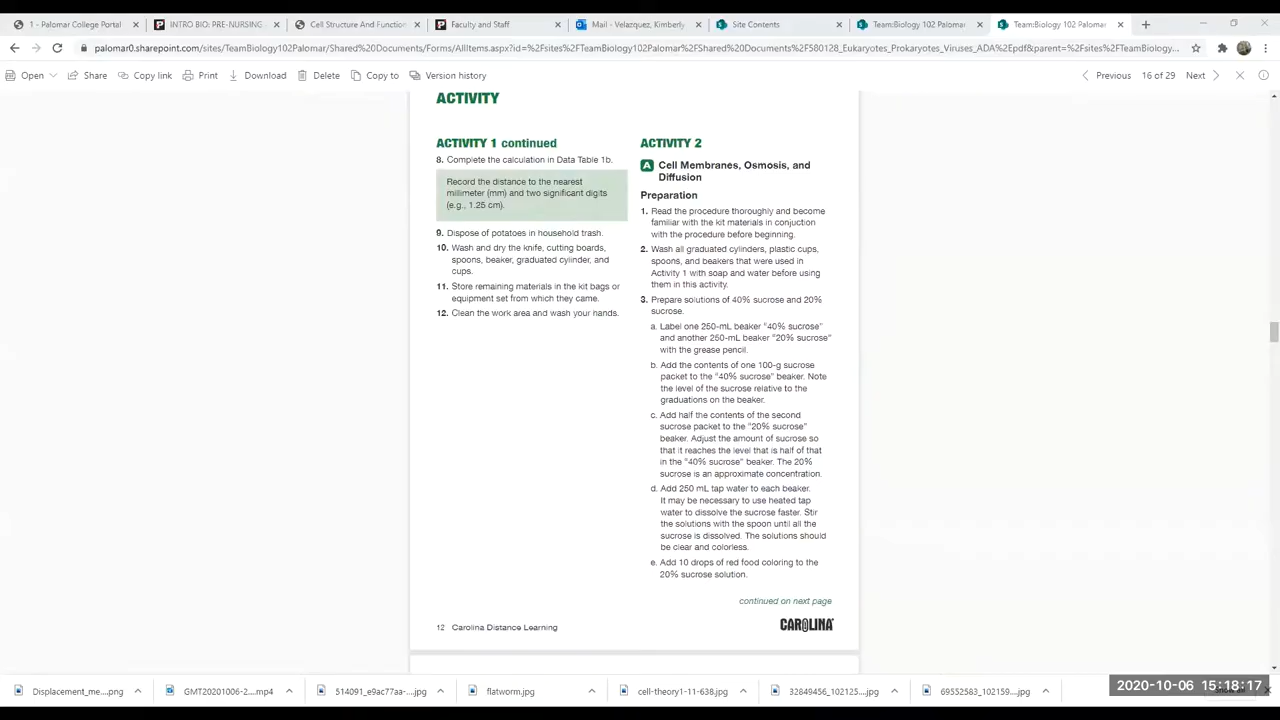 1 - Palomar College Portal
INTRO BIO: PRE-NURSING
Cell Structure And Function
Faculty and Staff
Mail - Velazquez, Kimberly
Site Contents
Team:Biology 102 Palomar
Team:Biology 102 Palomar
palomar0.sharepoint.com/sites/TeamBiology102Palomar/Shared%20Documents/Forms/AllItems.aspx?id=%2Fsites%2FTeamBiology102Palomar%2FShared%20Documents%2F580128_Eukaryotes_Prokaryotes_Viruses_ADA%2Epdf&parent=%2Fsites%2FTeamBiology...
Open Share Copy link Print Download Delete Copy to Version history Previous 16 of 29 Next
ACTIVITY
ACTIVITY 1 continued
8. Complete the calculation in Data Table 1b.
Record the distance to the nearest
millimeter (mm) and two significant digits
(e.g., 1.25 cm).
9. Dispose of potatoes in household trash.
10. Wash and dry the knife, cutting boards,
spoons, beaker, graduated cylinder, and
cups.
11. Store remaining materials in the kit bags or
equipment set from which they came.
12. Clean the work area and wash your hands.
ACTIVITY 2
A Cell Membranes, Osmosis, and
Diffusion
Preparation
1. Read the procedure thoroughly and become
familiar with the kit materials in conjuction
with the procedure before beginning.
2. Wash all graduated cylinders, plastic cups,
spoons, and beakers that were used in
Activity 1 with soap and water before using
them in this activity.
3. Prepare solutions of 40% sucrose and 20%
sucrose.
a. Label one 250-mL beaker "40% sucrose"
and another 250-mL beaker "20% sucrose"
with the grease pencil.
b. Add the contents of one 100-g sucrose
packet to the "40% sucrose" beaker. Note
the level of the sucrose relative to the
graduations on the beaker.
c. Add half the contents of the second
sucrose packet to the "20% sucrose"
beaker. Adjust the amount of sucrose so
that it reaches the level that is half of that
in the "40% sucrose" beaker. The 20%
sucrose is an approximate concentration.
d. Add 250 mL tap water to each beaker.
It may be necessary to use heated tap
water to dissolve the sucrose faster. Stir
the solutions with the spoon until all the
sucrose is dissolved. The solutions should
be clear and colorless.
e. Add 10 drops of red food coloring to the
20% sucrose solution.
continued on next page
12 Carolina Distance Learning
CAROLINA
Displacement_me....png
GMT20201006-2....mp4
514091_e9ac77aa-....jpg
flatworm.jpg
cell-theory1-11-638.jpg
32849456_102125....jpg
69552583_102159....jpg
2020-10-06 15:18:17